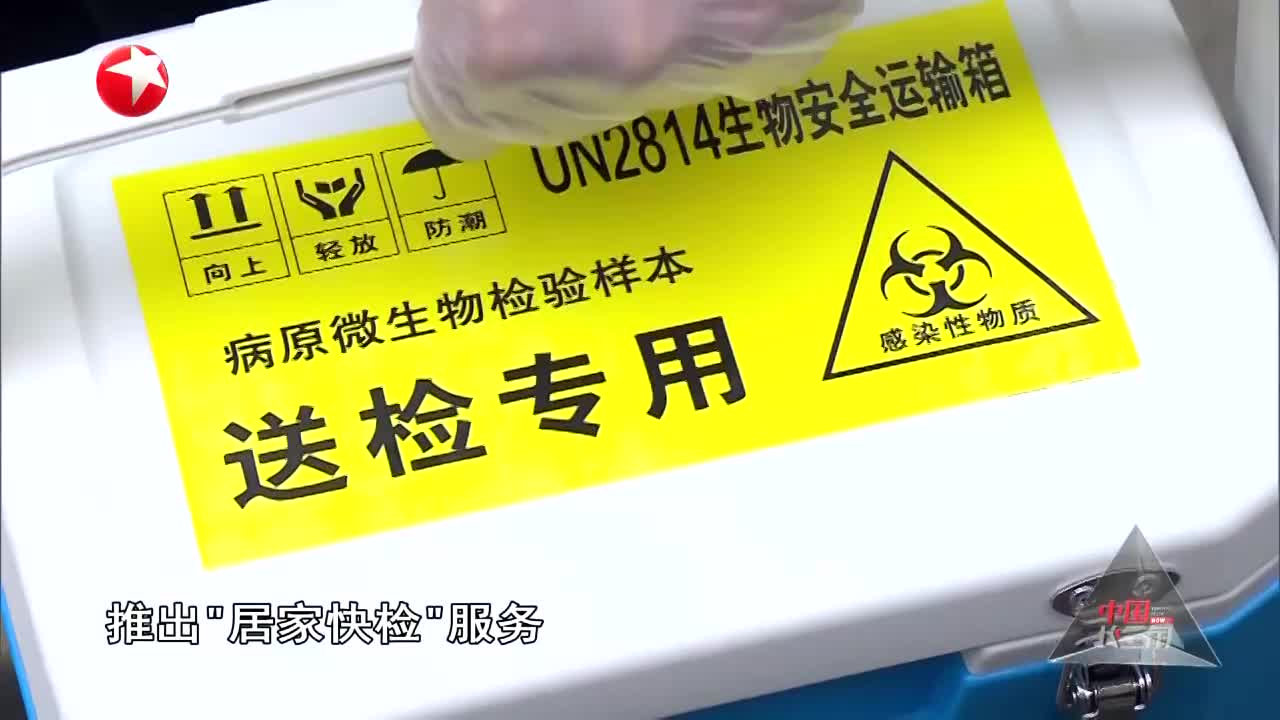 UN2814生物安全运输箱
向上
轻放
防潮
病原微生物检验样本
送检专用
感染性物质
推出"居家快检"服务
中国
NOW